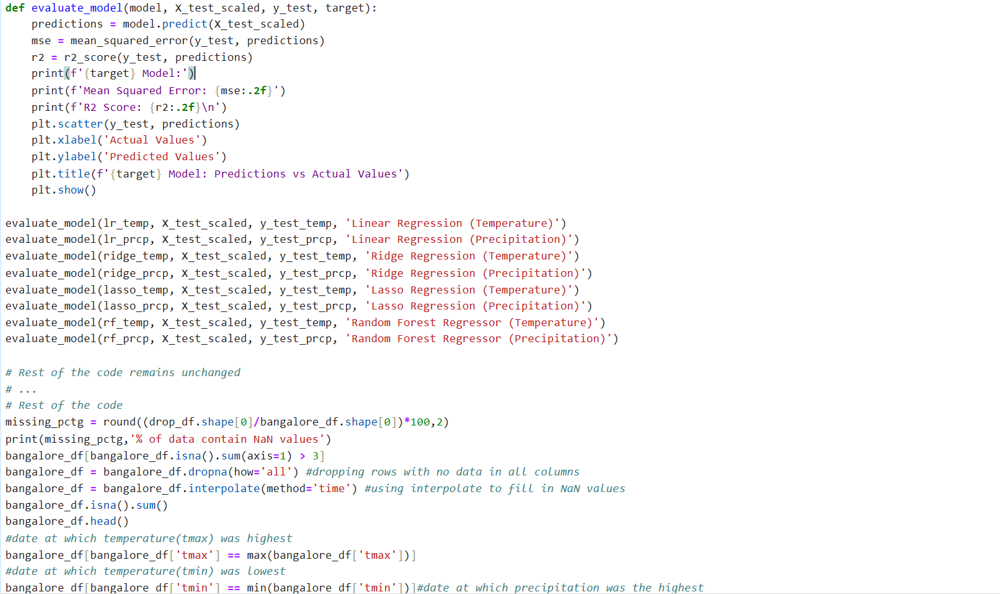 def evaluate_model(model, X_test_scaled, y_test, target):
    predictions = model.predict(X_test_scaled)
    mse = mean_squared_error(y_test, predictions)
    r2 = r2_score(y_test, predictions)
    print(f'{target} Model:')
    print(f'Mean Squared Error: {mse:.2f}')
    print(f'R2 Score: {r2:.2f}\n')
    plt.scatter(y_test, predictions)
    plt.xlabel('Actual Values')
    plt.ylabel('Predicted Values')
    plt.title(f'{target} Model: Predictions vs Actual Values')
    plt.show()

evaluate_model(lr_temp, X_test_scaled, y_test_temp, 'Linear Regression (Temperature)')
evaluate_model(lr_prcp, X_test_scaled, y_test_prcp, 'Linear Regression (Precipitation)')
evaluate_model(ridge_temp, X_test_scaled, y_test_temp, 'Ridge Regression (Temperature)')
evaluate_model(ridge_prcp, X_test_scaled, y_test_prcp, 'Ridge Regression (Precipitation)')
evaluate_model(lasso_temp, X_test_scaled, y_test_temp, 'Lasso Regression (Temperature)')
evaluate_model(lasso_prcp, X_test_scaled, y_test_prcp, 'Lasso Regression (Precipitation)')
evaluate_model(rf_temp, X_test_scaled, y_test_temp, 'Random Forest Regressor (Temperature)')
evaluate_model(rf_prcp, X_test_scaled, y_test_prcp, 'Random Forest Regressor (Precipitation)')

# Rest of the code remains unchanged
# ...
# Rest of the code
missing_pctg = round((drop_df.shape[0]/bangalore_df.shape[0])*100,2)
print(missing_pctg,'% of data contain NaN values')
bangalore_df[bangalore_df.isna().sum(axis=1) > 3]
bangalore_df = bangalore_df.dropna(how='all') #dropping rows with no data in all columns
bangalore_df = bangalore_df.interpolate(method='time') #using interpolate to fill in NaN values
bangalore_df.isna().sum()
bangalore_df.head()
#date at which temperature(tmax) was highest
bangalore_df[bangalore_df['tmax'] == max(bangalore_df['tmax'])]
#date at which temperature(tmin) was lowest
bangalore_df[bangalore_df['tmin'] == min(bangalore_df['tmin'])]#date at which precipitation was the highest